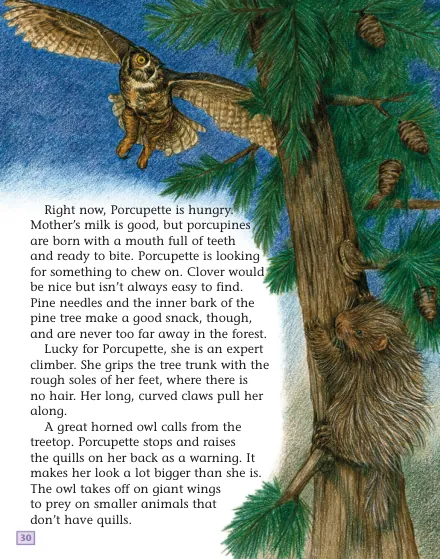 Right now, Porcupette is hungry.
Mother's milk is good, but porcupines
are born with a mouth full of teeth
and ready to bite. Porcupette is looking
for something to chew on. Clover would
be nice but isn't always easy to find.
Pine needles and the inner bark of the
pine tree make a good snack, though,
and are never too far away in the forest.
Lucky for Porcupette, she is an expert
climber. She grips the tree trunk with the
rough soles of her feet, where there is
no hair. Her long, curved claws pull her
along.
A great horned owl calls from the
treetop. Porcupette stops and raises
the quills on her back as a warning. It
makes her look a lot bigger than she is.
The owl takes off on giant wings
to prey on smaller animals that
don't have quills.
30